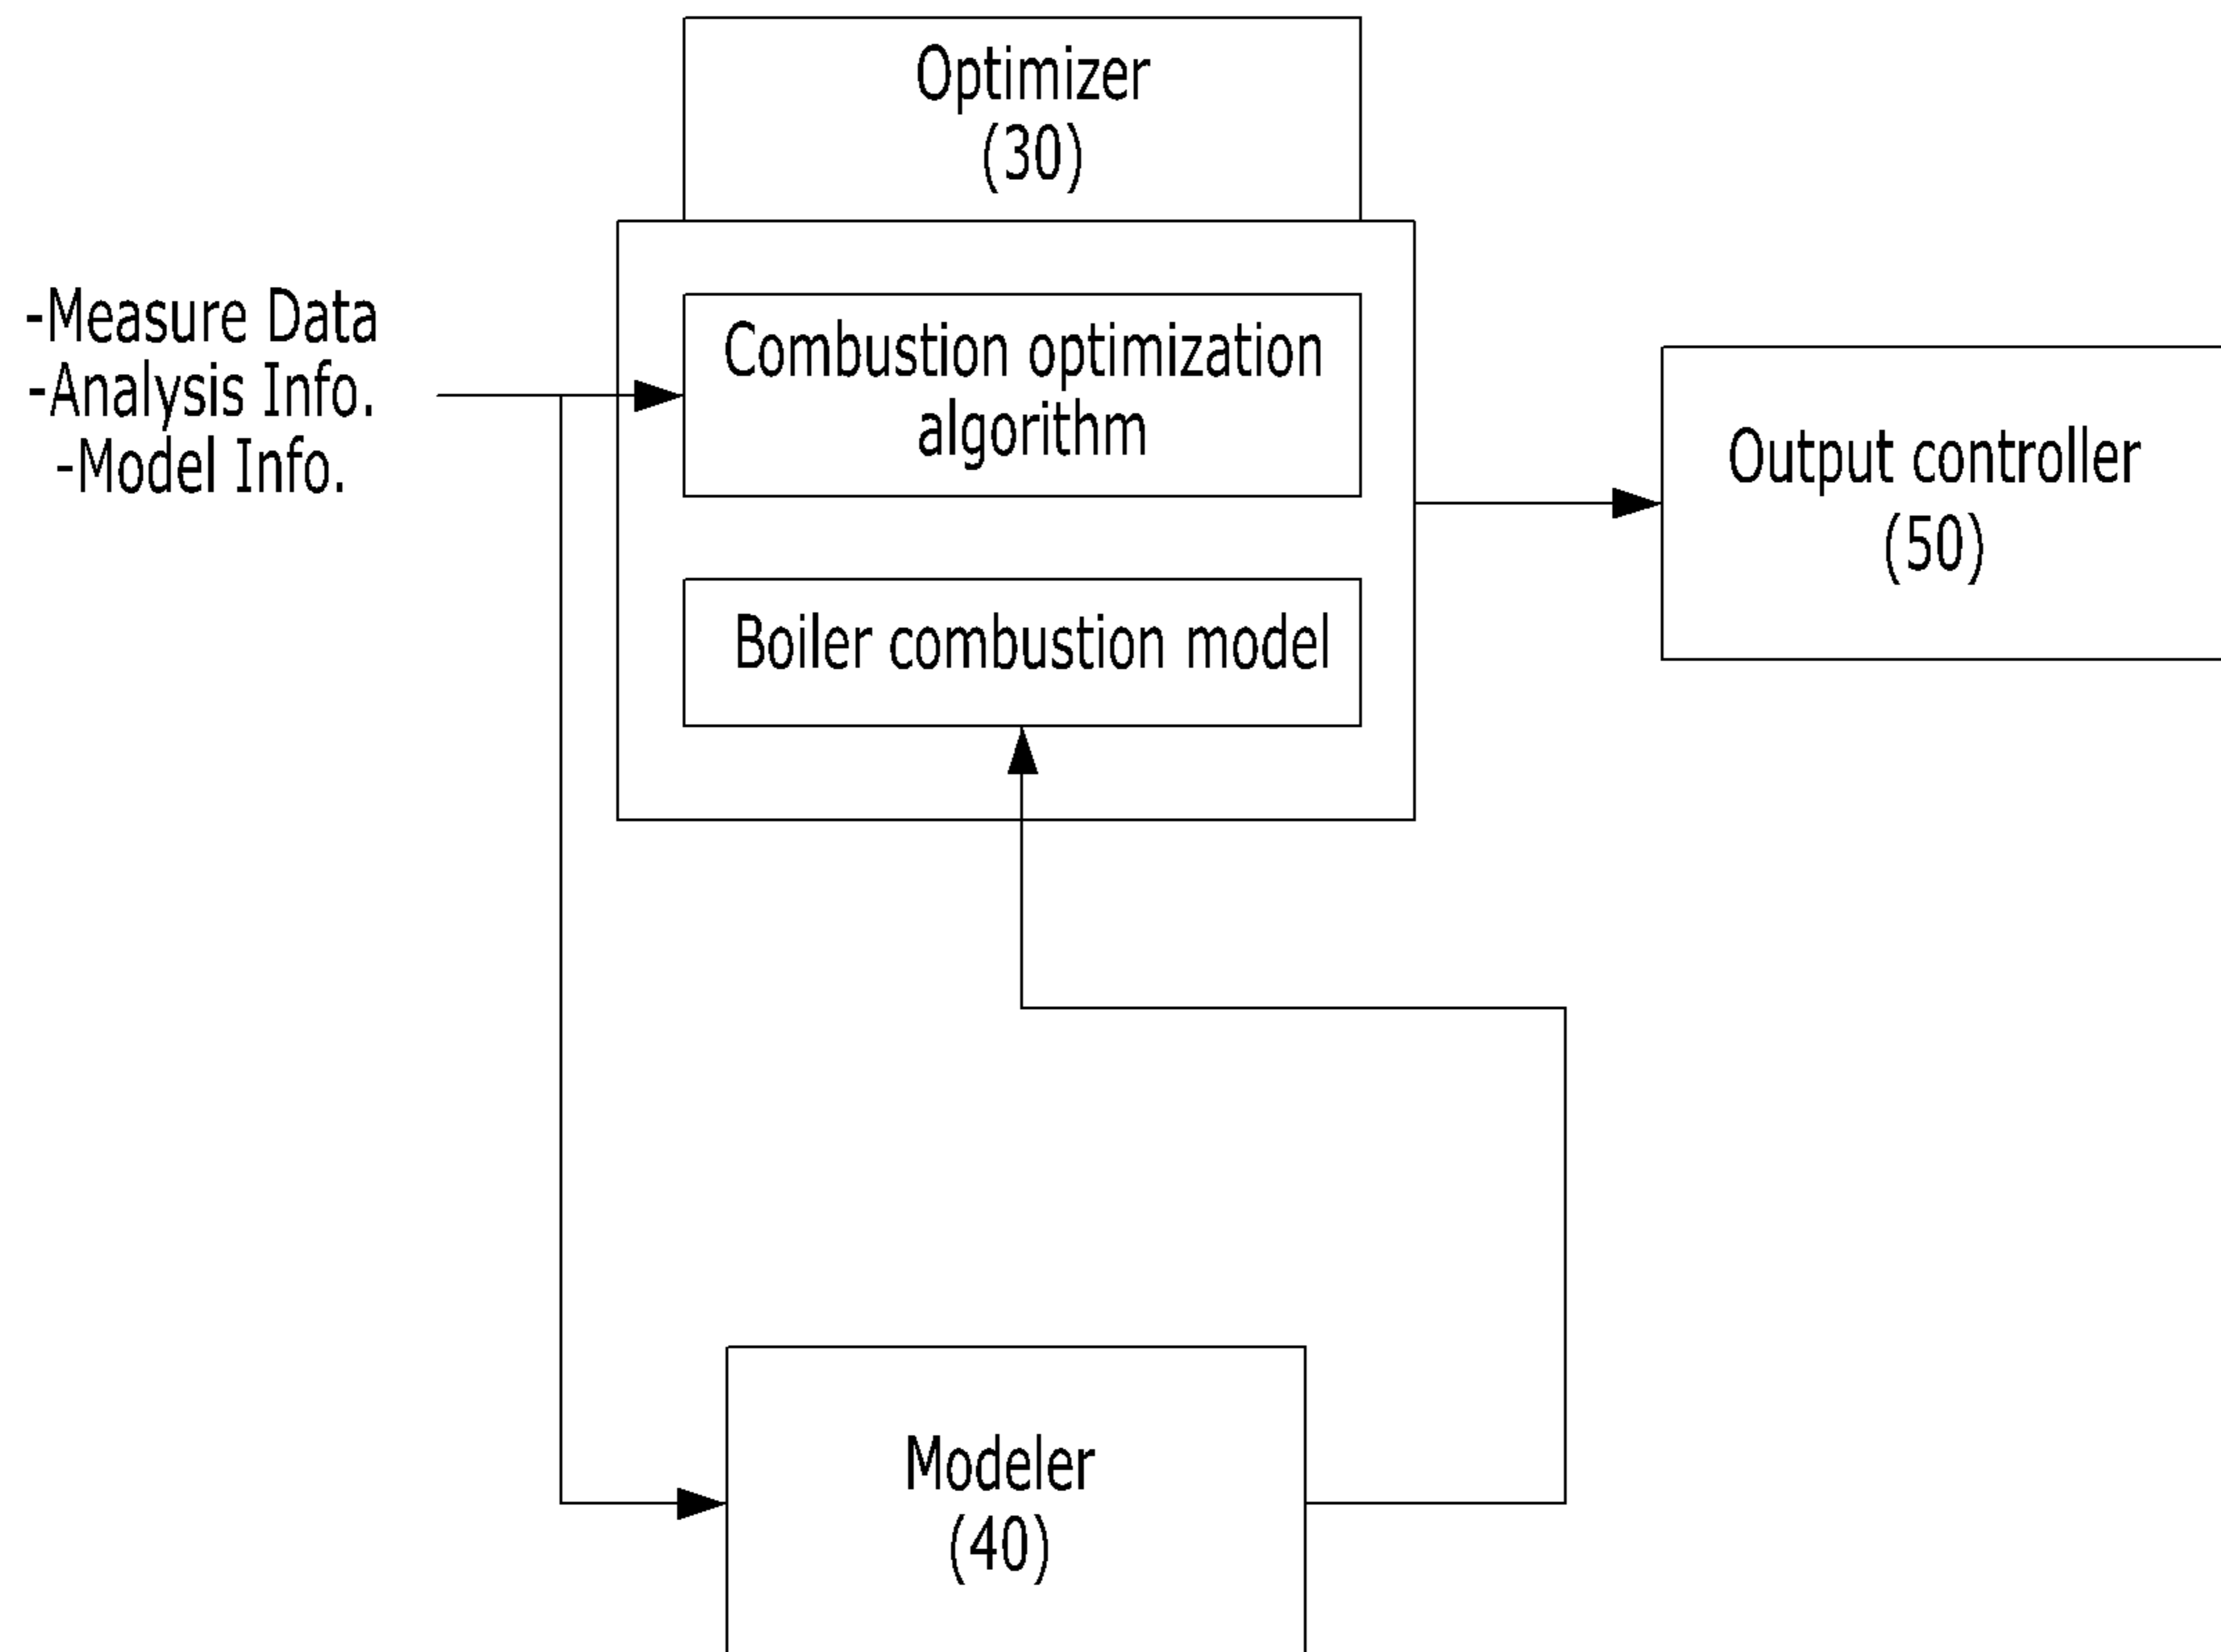 Optimizer
(30)
-Measure Data
-Analysis Info.
-Model Info.
Combustion optimization
algorithm
Boiler combustion model
Output controller
(50)
Modeler
(40)